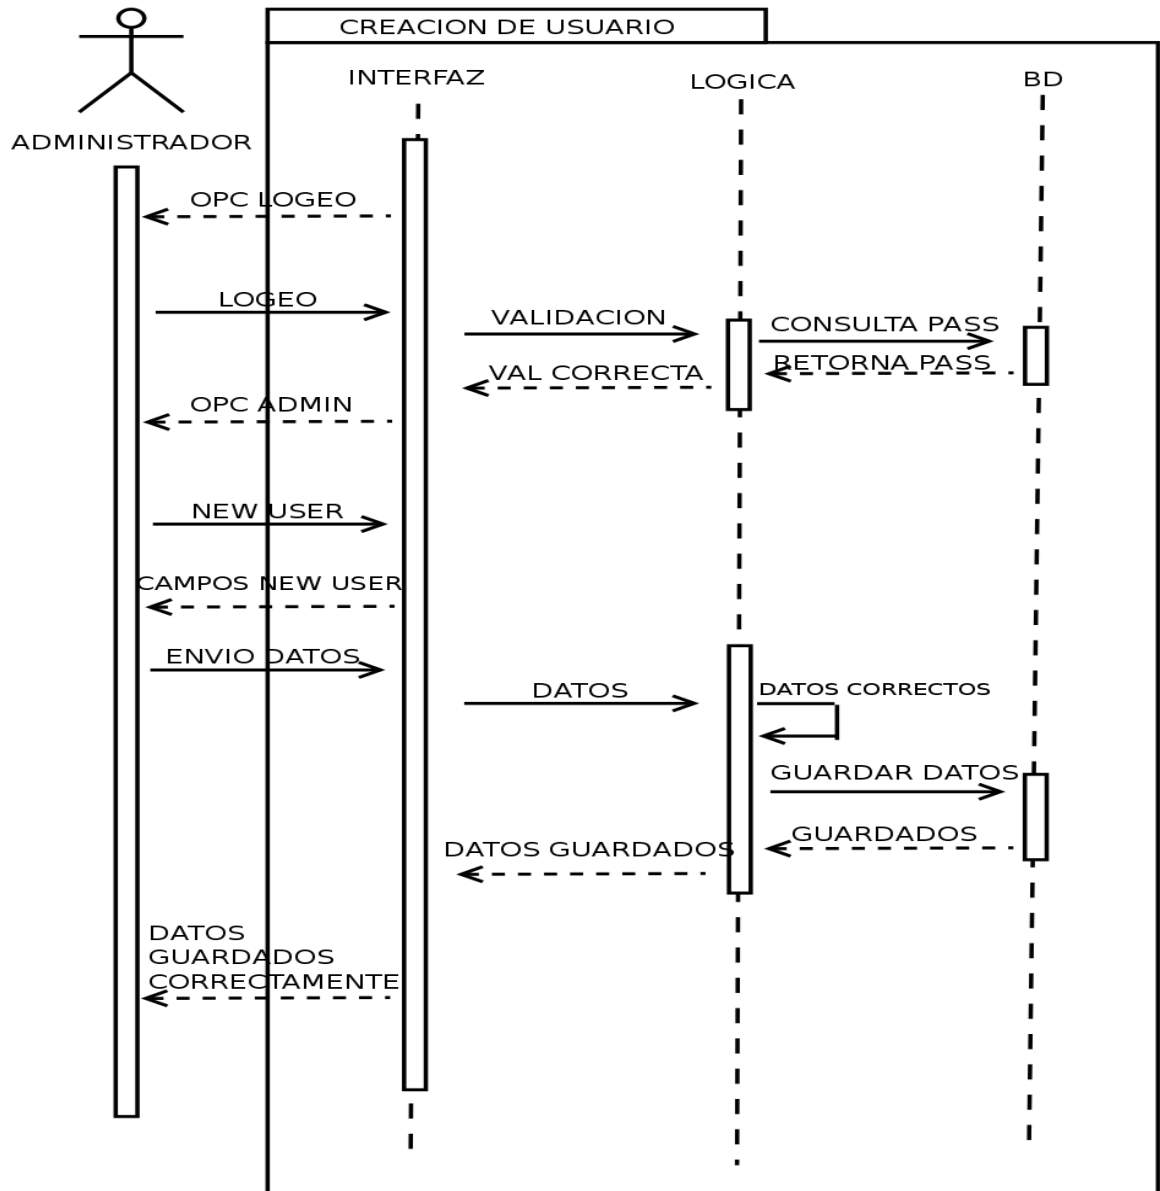 CREACION DE USUARIO
INTERFAZ
LOGICA
BD
ADMINISTRADOR
OPC LOGEO
LOGEO
VALIDACION
CONSULTA PASS
RETORNA PASS
VAL CORRECTA
OPC ADMIN
NEW USER
CAMPOS NEW USER
ENVIO DATOS
DATOS
DATOS CORRECTOS
GUARDAR DATOS
GUARDADOS
DATOS GUARDADOS
DATOS
GUARDADOS
CORRECTAMENTE